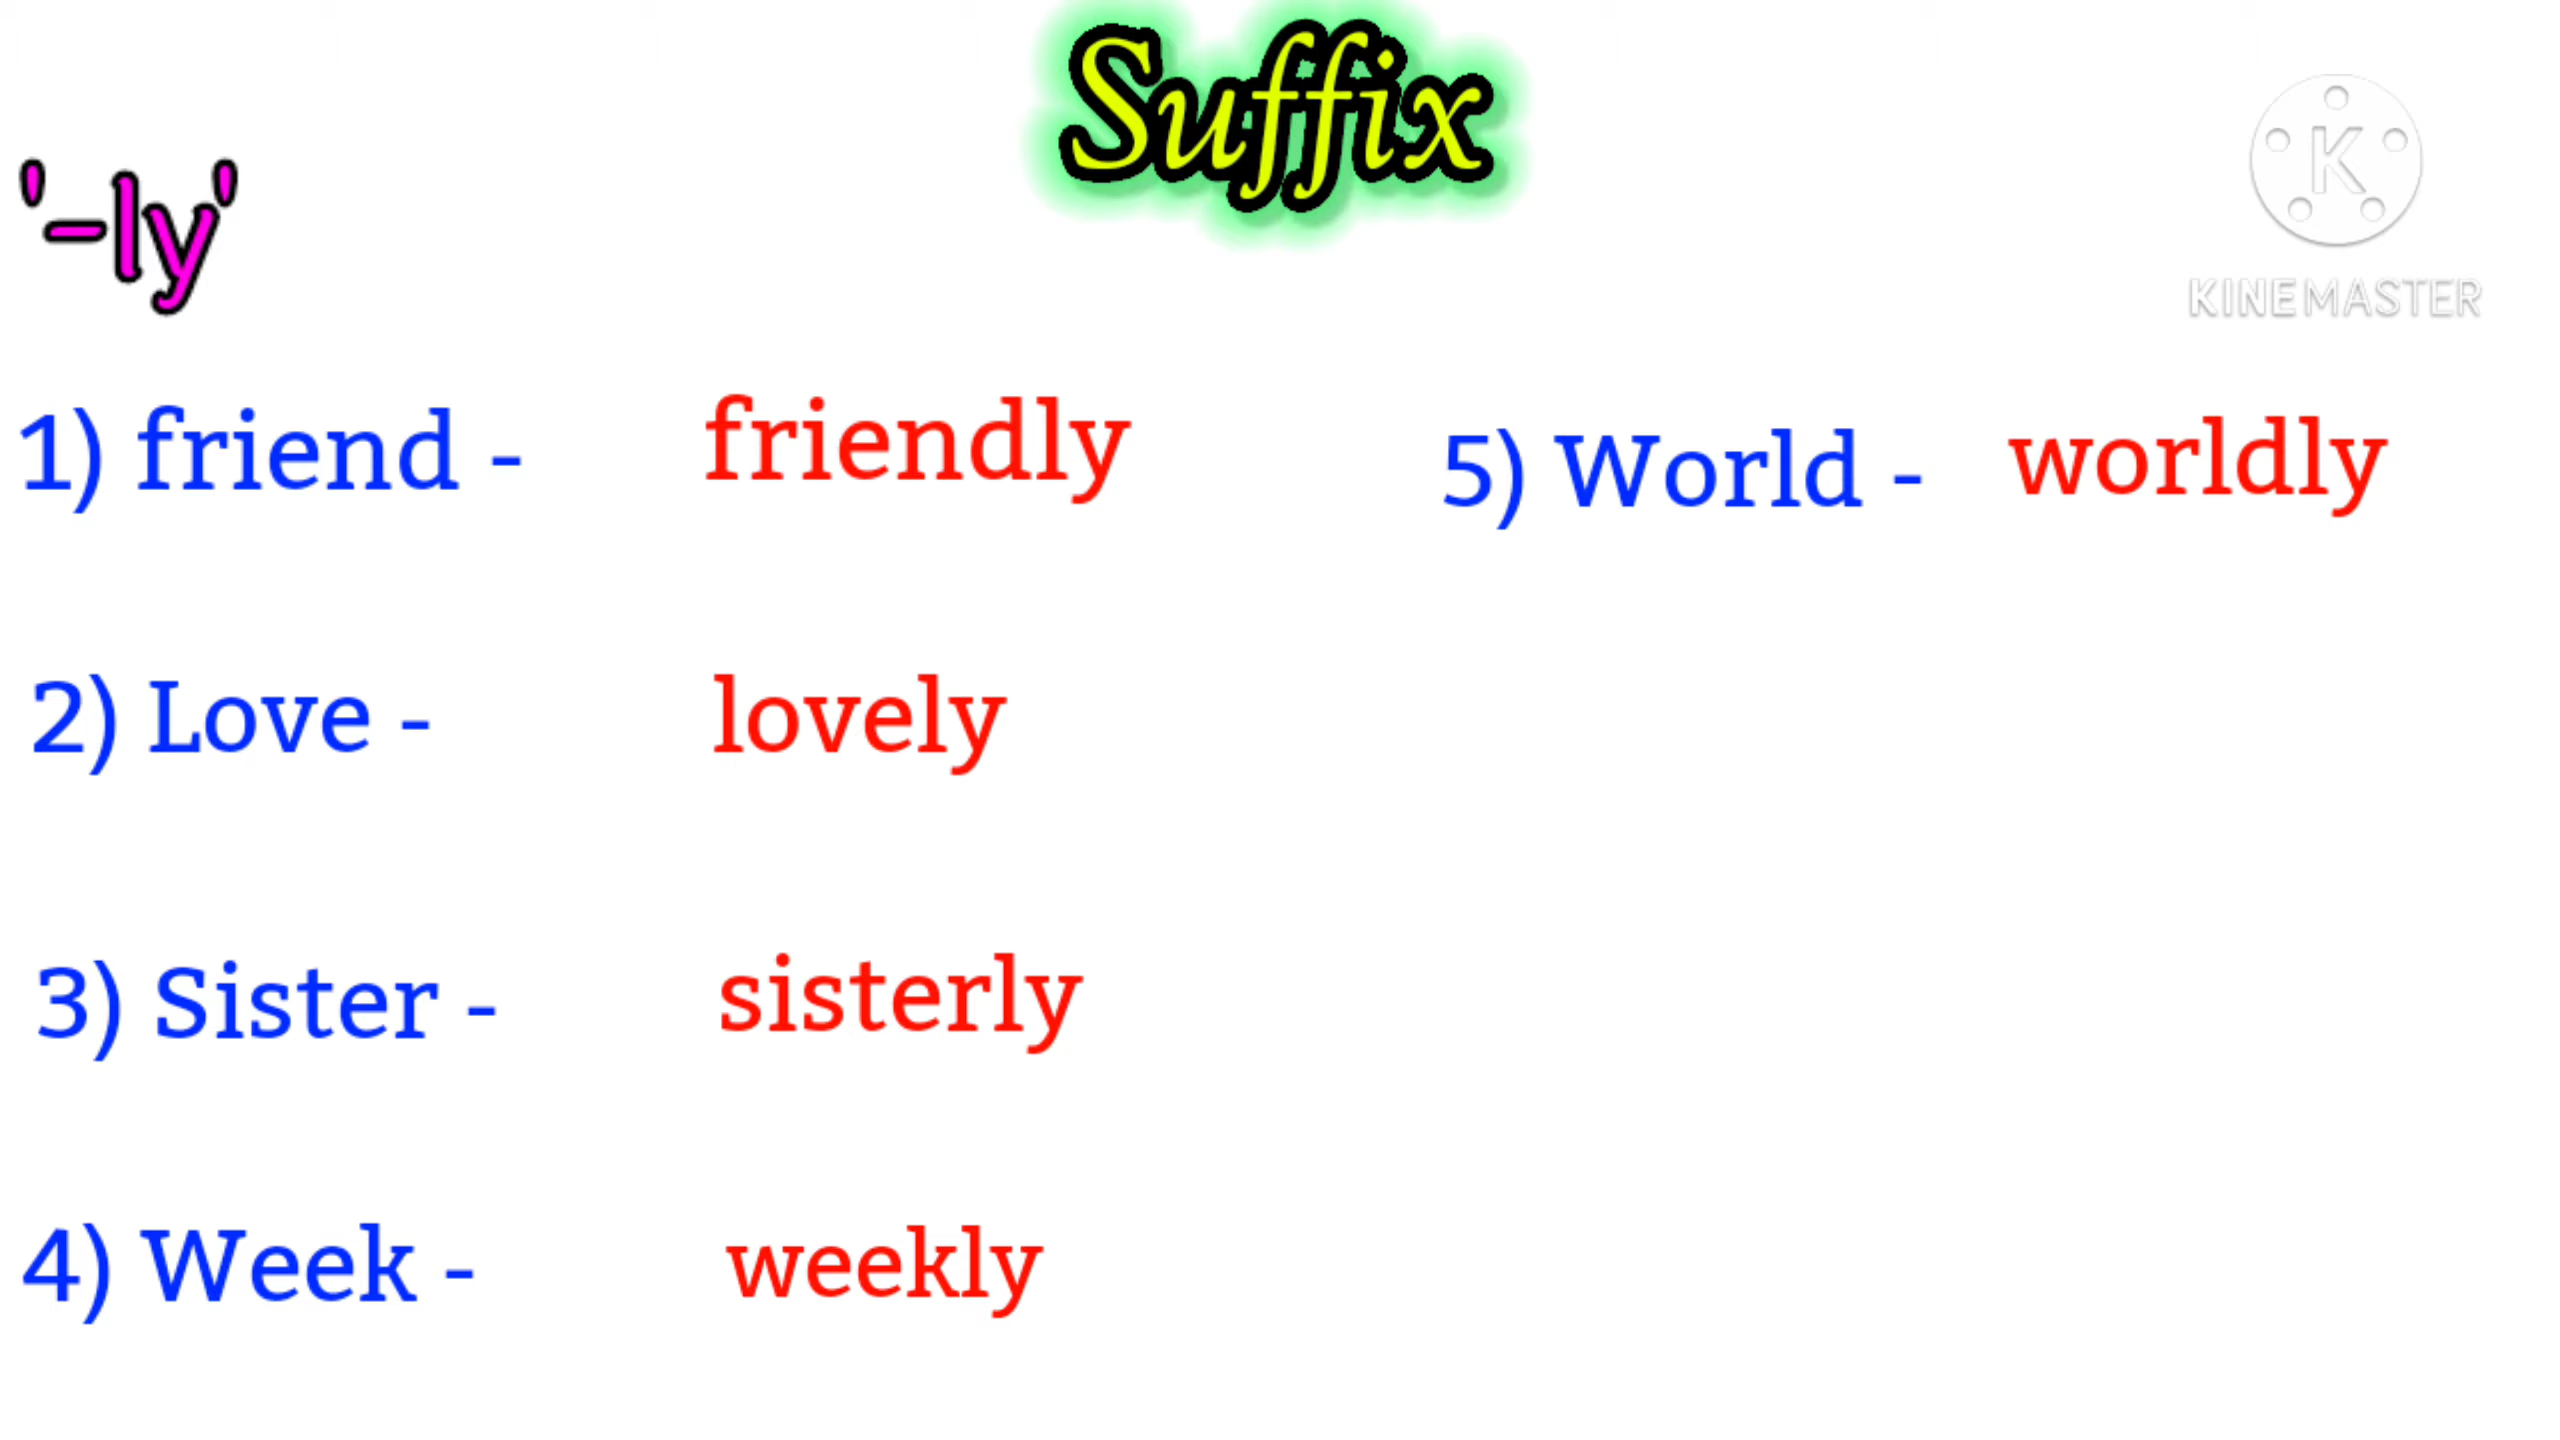 Suffix
'-ly'
KINEMASTER
1) friend - friendly
2) Love - lovely
3) Sister - sisterly
4) Week - weekly
5) World - worldly